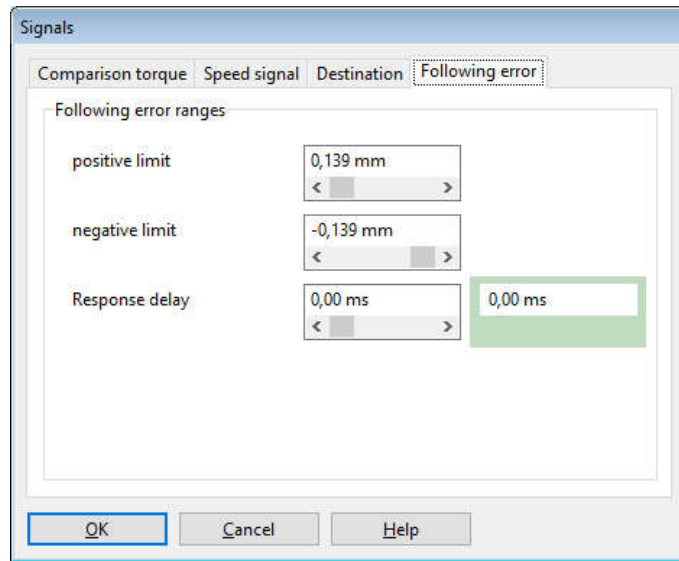 Signals
Comparison torque Speed signal Destination Following error
Following error ranges
positive limit 0,139 mm
negative limit -0,139 mm
Response delay 0,00 ms 0,00 ms
OK Cancel Help